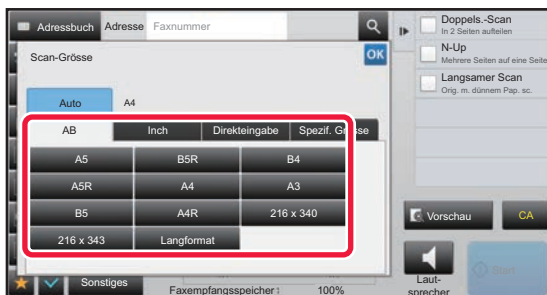 Adressbuch Adresse Faxnummer
Scan-Grösse OK
Auto A4
AB Inch Direkteingabe Spezif. Grösse
A5 B5R B4
A5R A4 A3
B5 A4R 216 x 340
216 x 343 Langformat
Sonstiges
Faxempfangsspeicher: 100%
Doppels.-Scan
In 2 Seiten aufteilen
N-Up
Mehrere Seiten auf eine Seite
Langsamer Scan
Orig. m. dünnem Pap. sc.
Vorschau CA
Laut-
sprecher
Start